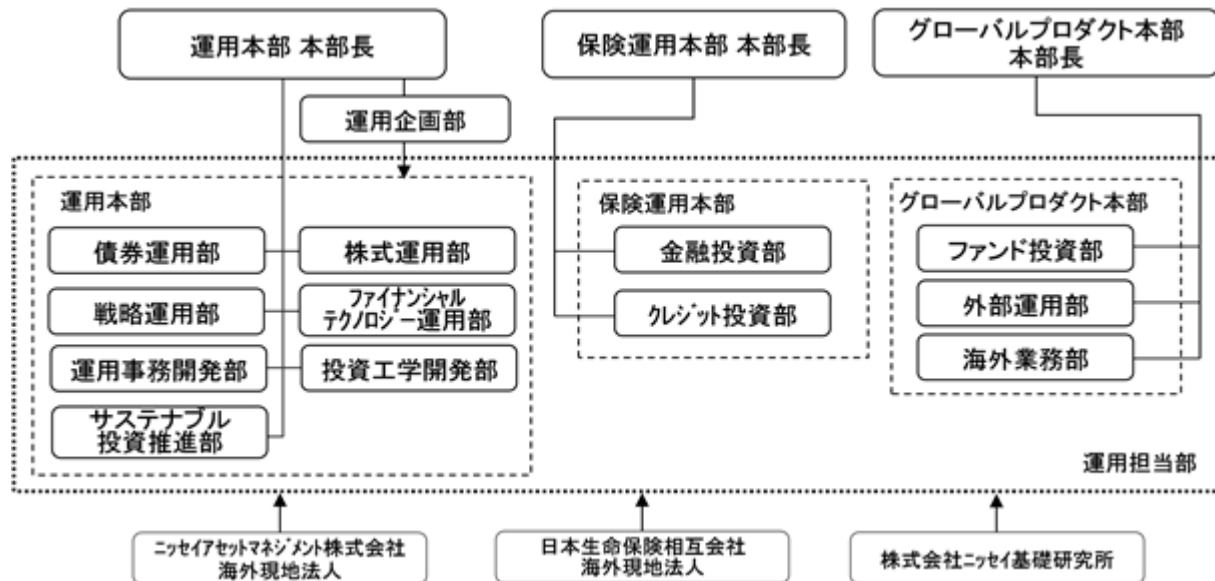 運用本部 本部長
保険運用本部 本部長
グローバルプロダクト本部
本部長
運用企画部
運用本部
保険運用本部
グローバルプロダクト本部
債券運用部
株式運用部
金融投資部
ファンド投資部
戦略運用部
ファイナンシャル
テクノロジー運用部
クレジット投資部
外部運用部
運用事務開発部
投資工学開発部
海外業務部
サステナブル
投資推進部
運用担当部
ニッセイアセットマネジメント株式会社
海外現地法人
日本生命保険相互会社
海外現地法人
株式会社ニッセイ基礎研究所